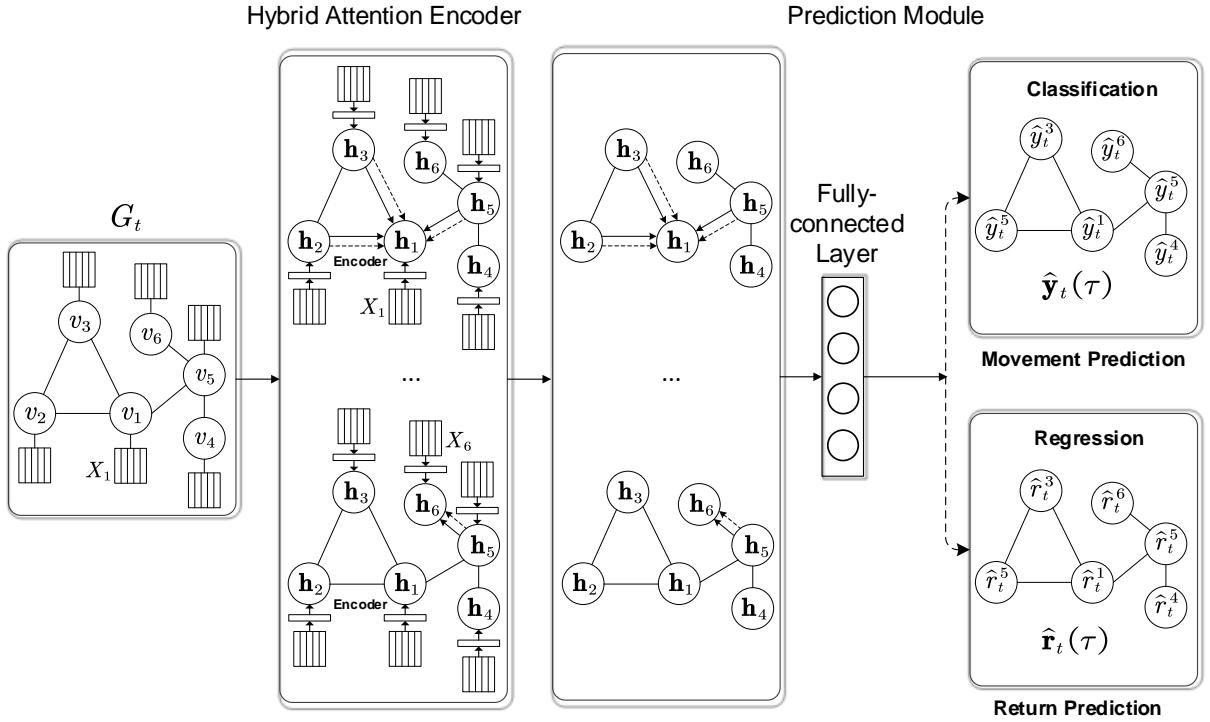 Hybrid Attention Encoder
Prediction Module
G_t
v_3
v_6
v_5
v_2
v_1
v_4
X_1
h_3
h_6
h_5
h_2
h_1
Encoder
h_4
X_1
...
X_6
h_3
h_6
h_5
h_2
h_1
Encoder
h_4
h_3
h_6
h_5
h_2
h_1
h_4
...
h_3
h_6
h_5
h_2
h_1
h_4
Fully-
connected
Layer
Classification
ŷ_t^3
ŷ_t^6
ŷ_t^5
ŷ_t^5
ŷ_t^1
ŷ_t^4
ŷ_t(τ)
Movement Prediction
Regression
r̂_t^3
r̂_t^6
r̂_t^5
r̂_t^5
r̂_t^1
r̂_t^4
r̂_t(τ)
Return Prediction